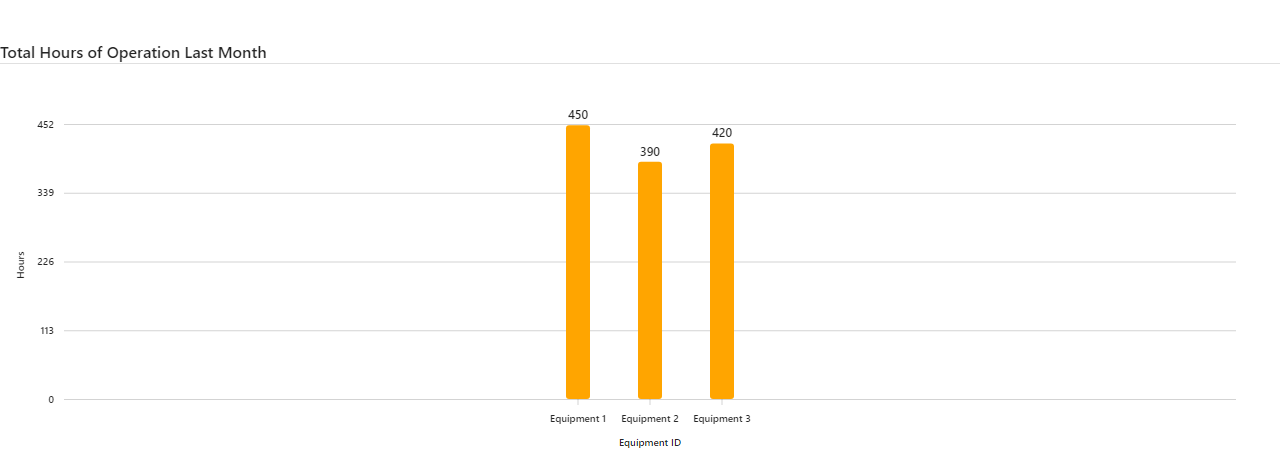 Total Hours of Operation Last Month
450
452
420
390
339
Hours
226
113
0
Equipment 1 Equipment 2 Equipment 3
Equipment ID